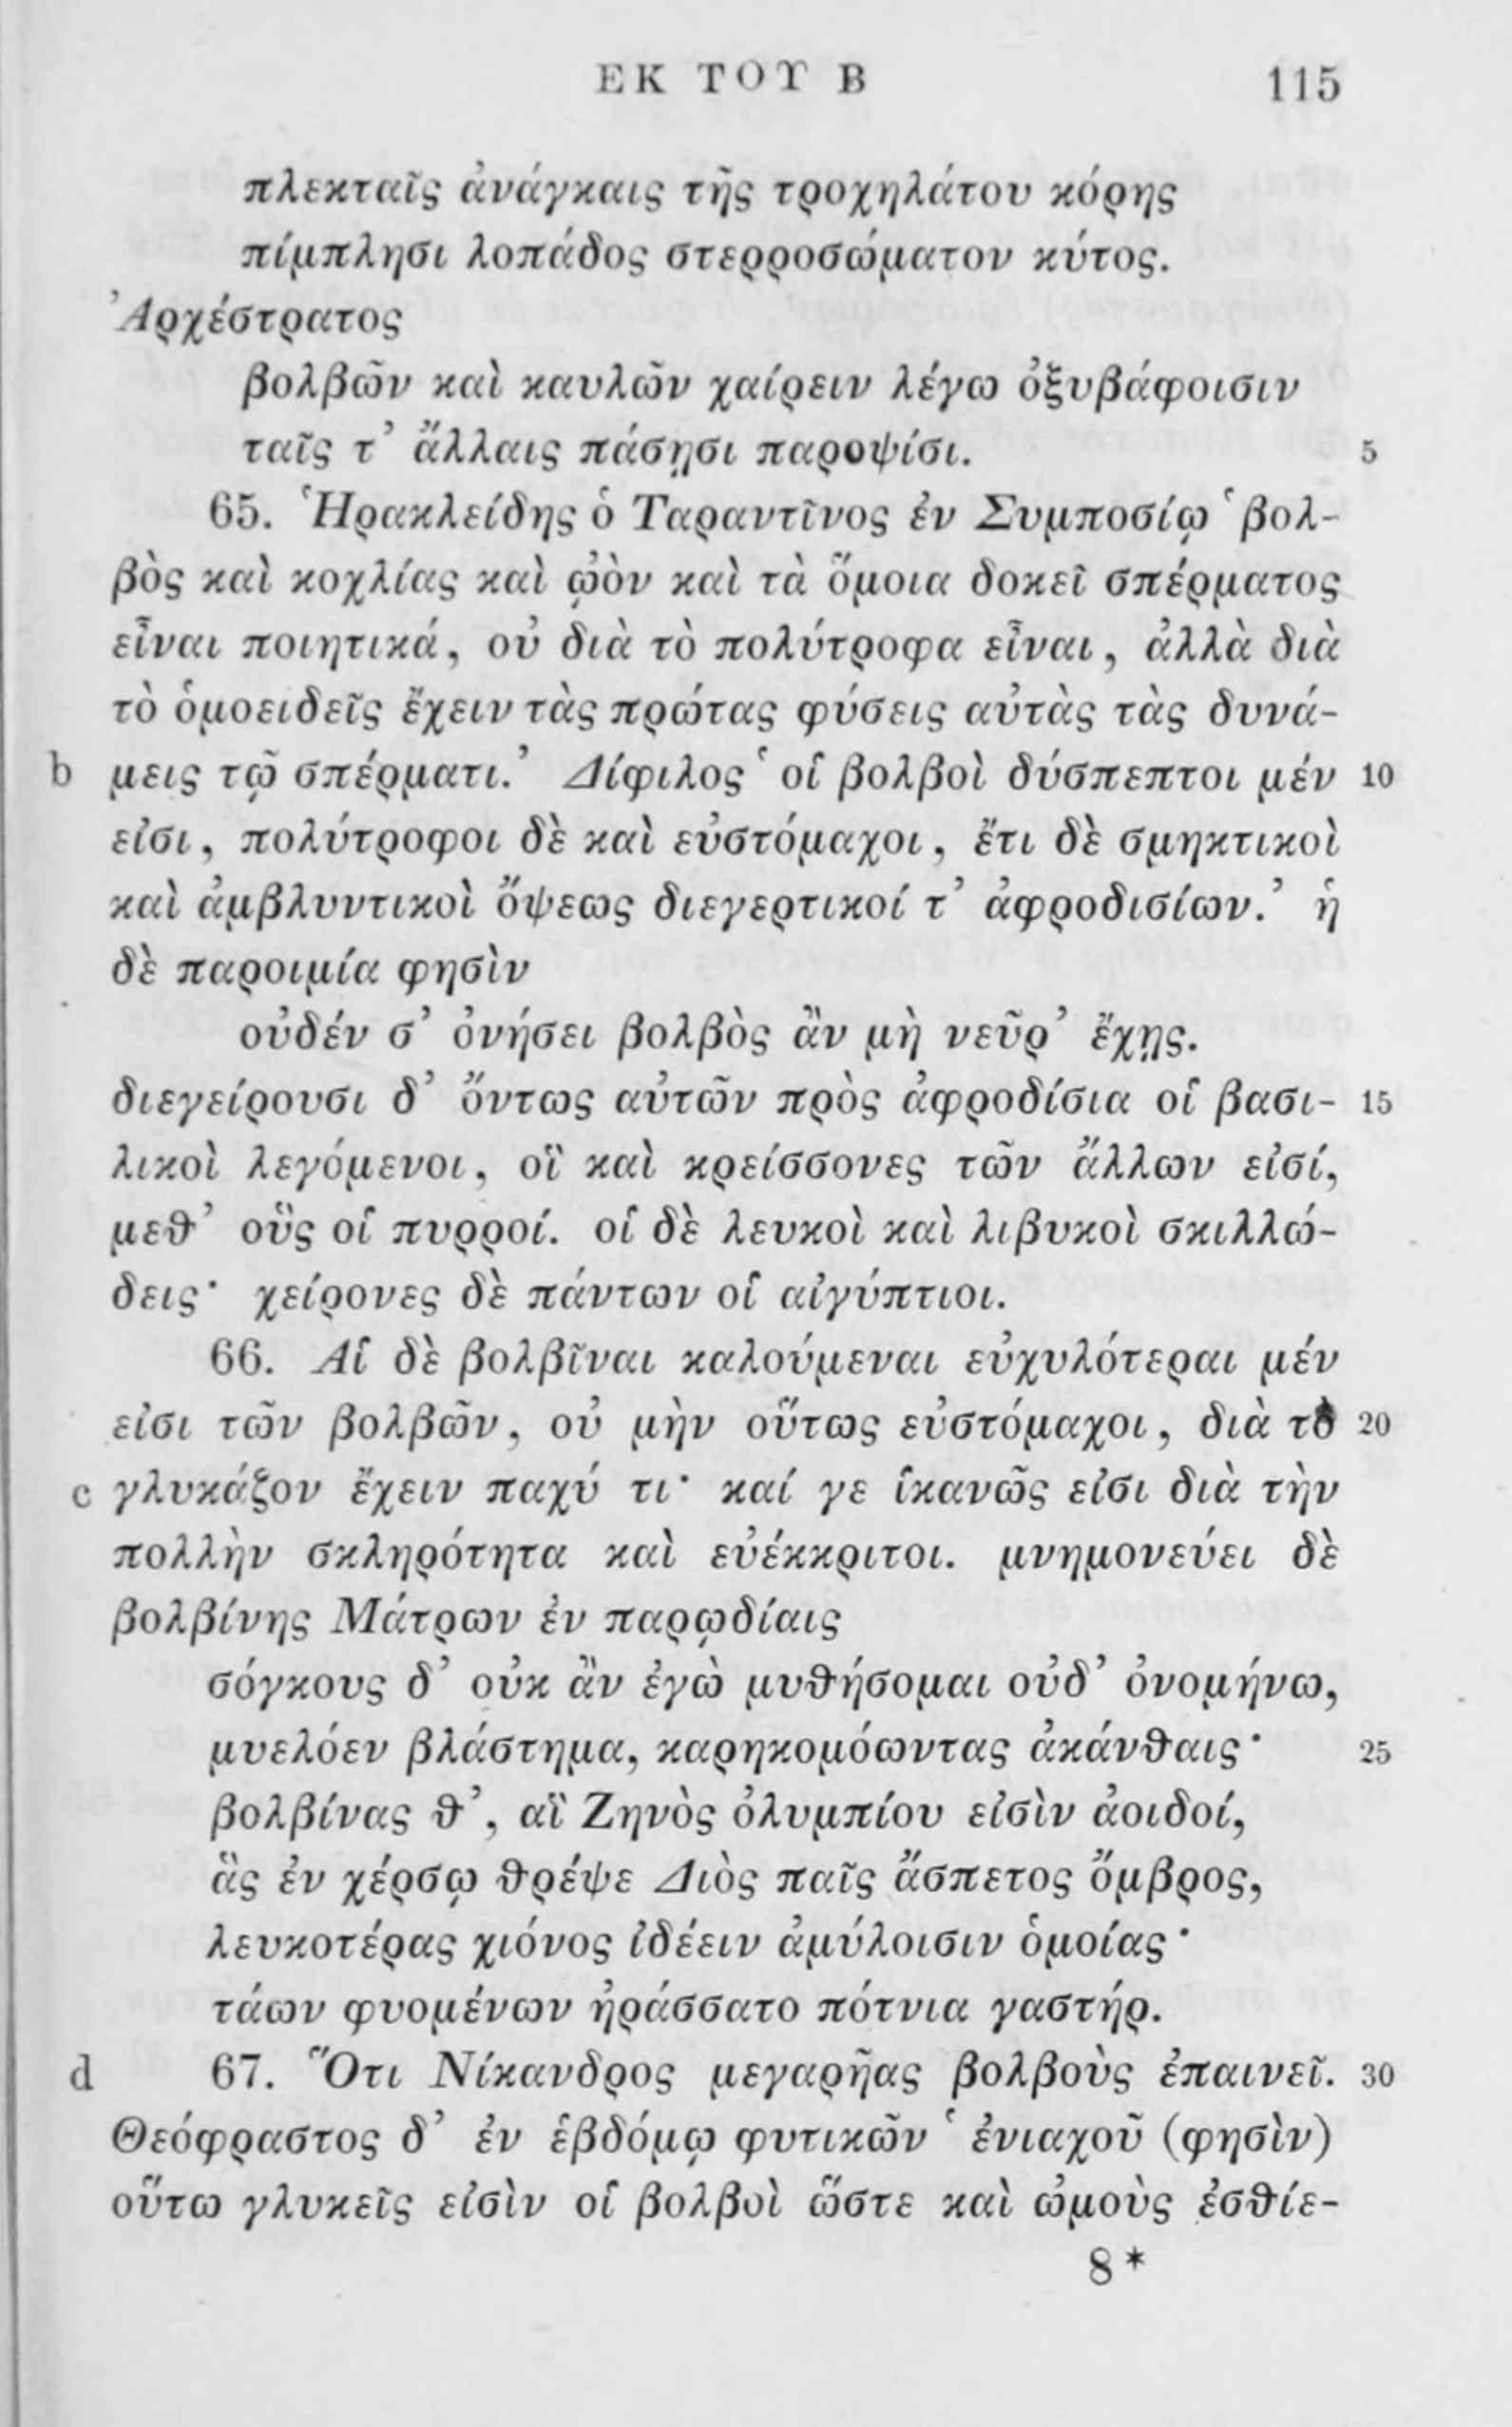 ΕΚ ΤΟΥ Β 115
πλεκταῖς ἀνάγκαις τῆς τροχηλάτου κόρης
πίμπλησι λοπάδος στερροσώματον κύτος.
Ἀρχέστρατος
βολβῶν καὶ καυλῶν χαίρειν λέγω ὀξυβάφοισιν
ταῖς τ’ ἄλλαις πάσῃσι παροψίσι. 5
65. Ἡρακλείδης ὁ Ταραντῖνος ἐν Συμποσίῳ ‘βολ-
βὸς καὶ κοχλίας καὶ ᾠὸν καὶ τὰ ὅμοια δοκεῖ σπέρματος
εἶναι ποιητικά, οὐ διὰ τὸ πολύτροφα εἶναι, ἀλλὰ διὰ
τὸ ὁμοειδεῖς ἔχειν τὰς πρώτας φύσεις αὐτὰς τὰς δυνά-
b μεις τῷ σπέρματι.’ Δίφιλος ‘οἱ βολβοὶ δύσπεπτοι μέν 10
εἰσι, πολύτροφοι δὲ καὶ εὐστόμαχοι, ἔτι δὲ σμηκτικοὶ
καὶ ἀμβλυντικοὶ ὄψεως διεγερτικοί τ’ ἀφροδισίων.’ ἡ
δὲ παροιμία φησὶν
οὐδέν σ’ ὀνήσει βολβὸς ἂν μὴ νεῦρ’ ἔχῃς.
διεγείρουσι δ’ ὄντως αὐτῶν πρὸς ἀφροδίσια οἱ βασι- 15
λικοὶ λεγόμενοι, οἳ καὶ κρείσσονες τῶν ἄλλων εἰσί,
μεθ’ οὓς οἱ πυρροί. οἱ δὲ λευκοὶ καὶ λιβυκοὶ σκιλλώ-
δεις· χείρονες δὲ πάντων οἱ αἰγύπτιοι.
66. Αἱ δὲ βολβῖναι καλούμεναι εὐχυλότεραι μέν
εἰσι τῶν βολβῶν, οὐ μὴν οὕτως εὐστόμαχοι, διὰ τὸ 20
c γλυκάζον ἔχειν παχύ τι· καί γε ἱκανῶς εἰσι διὰ τὴν
πολλὴν σκληρότητα καὶ εὐέκκριτοι. μνημονεύει δὲ
βολβίνης Μάτρων ἐν παρῳδίαις
σόγκους δ’ οὐκ ἂν ἐγὼ μυθήσομαι οὐδ’ ὀνομήνω,
μυελόεν βλάστημα, καρηκομόωντας ἀκάνθαις· 25
βολβίνας θ’, αἳ Ζηνὸς ὀλυμπίου εἰσὶν ἀοιδοί,
ἃς ἐν χέρσῳ θρέψε Διὸς παῖς ἄσπετος ὄμβρος,
λευκοτέρας χιόνος ἰδέειν ἀμύλοισιν ὁμοίας·
τάων φυομένων ἠράσσατο πότνια γαστήρ.
d 67. Ὅτι Νίκανδρος μεγαρῆας βολβοὺς ἐπαινεῖ. 30
Θεόφραστος δ’ ἐν ἑβδόμῳ φυτικῶν ‘ἐνιαχοῦ (φησὶν)
οὕτω γλυκεῖς εἰσὶν οἱ βολβοὶ ὥστε καὶ ὠμοὺς ἐσθίε-
8*